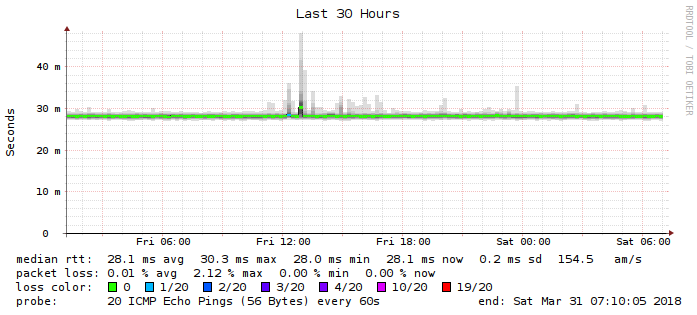 Last 30 Hours
RRDTOOL / TOBI OETIKER
Seconds
40 m
30 m
20 m
10 m
0
Fri 06:00 Fri 12:00 Fri 18:00 Sat 00:00 Sat 06:00
median rtt: 28.1 ms avg 30.3 ms max 28.0 ms min 28.1 ms now 0.2 ms sd 154.5 am/s
packet loss: 0.01 % avg 2.12 % max 0.00 % min 0.00 % now
loss color: 0 1/20 2/20 3/20 4/20 10/20 19/20
probe: 20 ICMP Echo Pings (56 Bytes) every 60s end: Sat Mar 31 07:10:05 2018